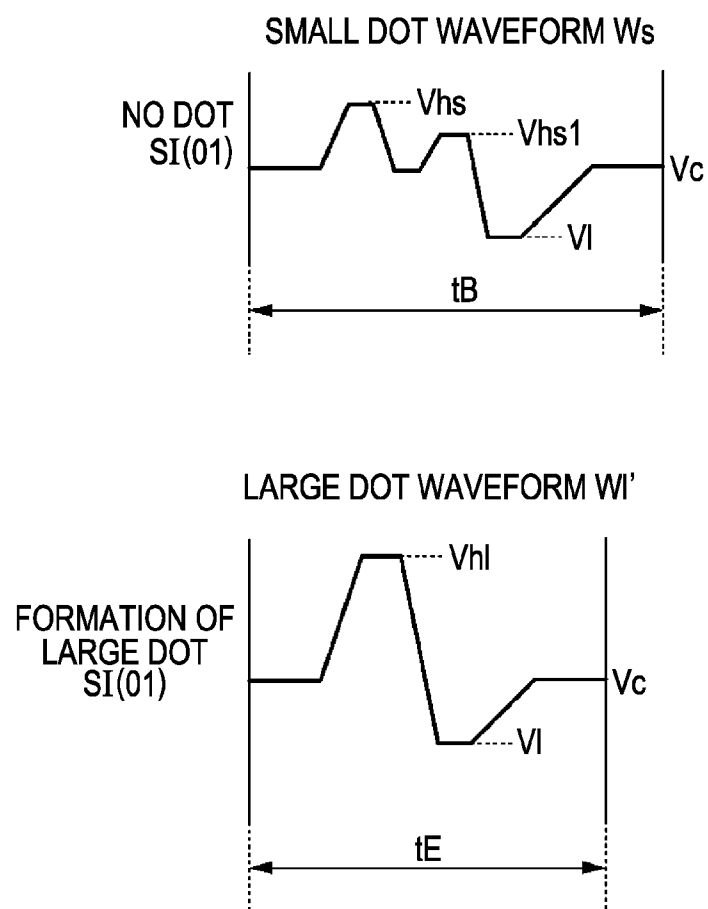 SMALL DOT WAVEFORM Ws
NO DOT
SI(01)
Vhs
Vhs1
Vc
Vl
tB
LARGE DOT WAVEFORM Wl’
FORMATION OF
LARGE DOT
SI(01)
Vhl
Vc
Vl
tE